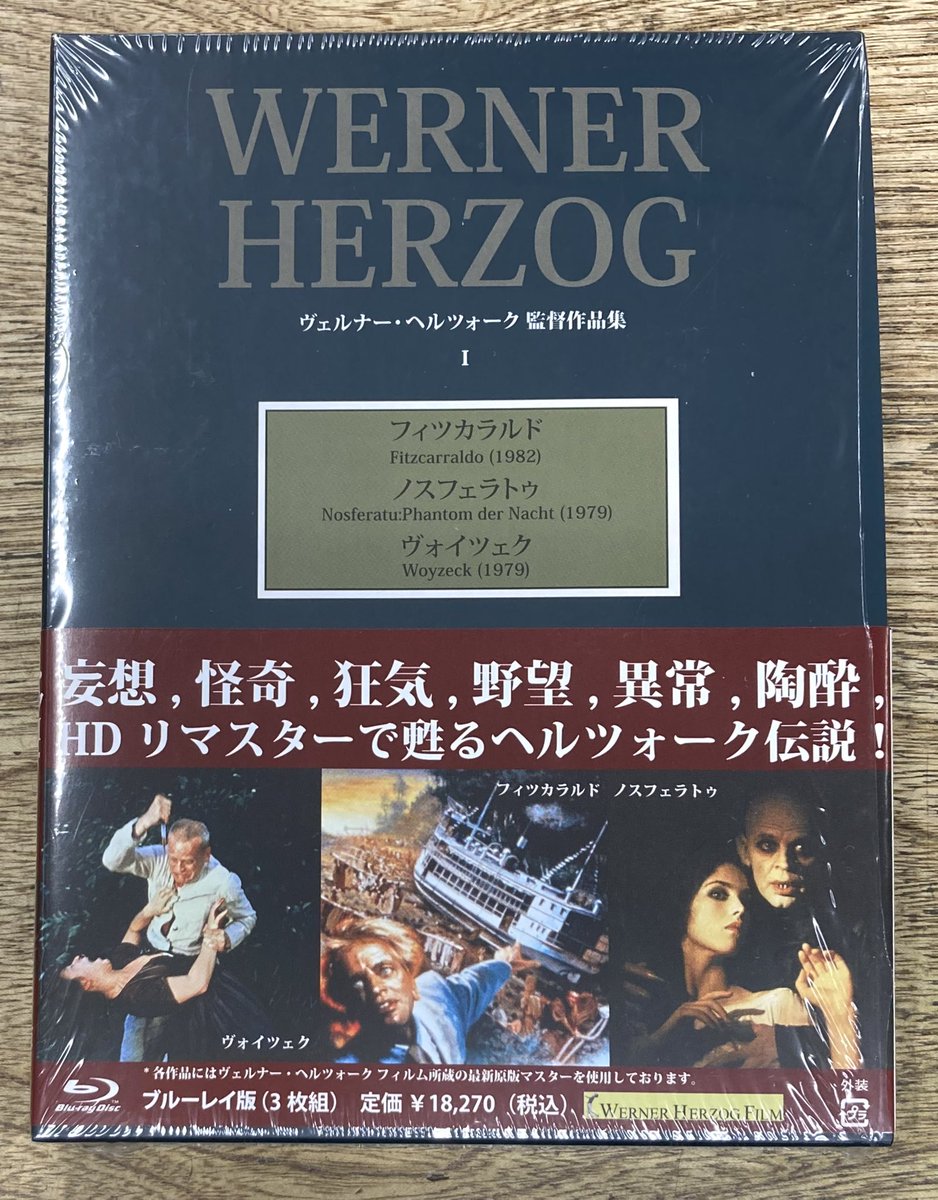 WERNER
HERZOG
ヴェルナー・ヘルツォーク 監督作品集
I
フィツカラルド
Fitzcarraldo (1982)
ノスフェラトゥ
Nosferatu:Phantom der Nacht (1979)
ヴォイツェク
Woyzeck (1979)
妄想 , 怪奇 , 狂気 , 野望 , 異常 , 陶酔 ,
HD リマスターで甦るヘルツォーク伝説 !
フィツカラルド ノスフェラトゥ
ヴォイツェク
* 各作品にはヴェルナー・ヘルツォーク フィルム所蔵の最新原版マスターを使用しております。
Blu-ray Disc™
ブルーレイ版 (3 枚組) 定価 ¥18,270 (税込)
WERNER HERZOG FILM
外装
プラ